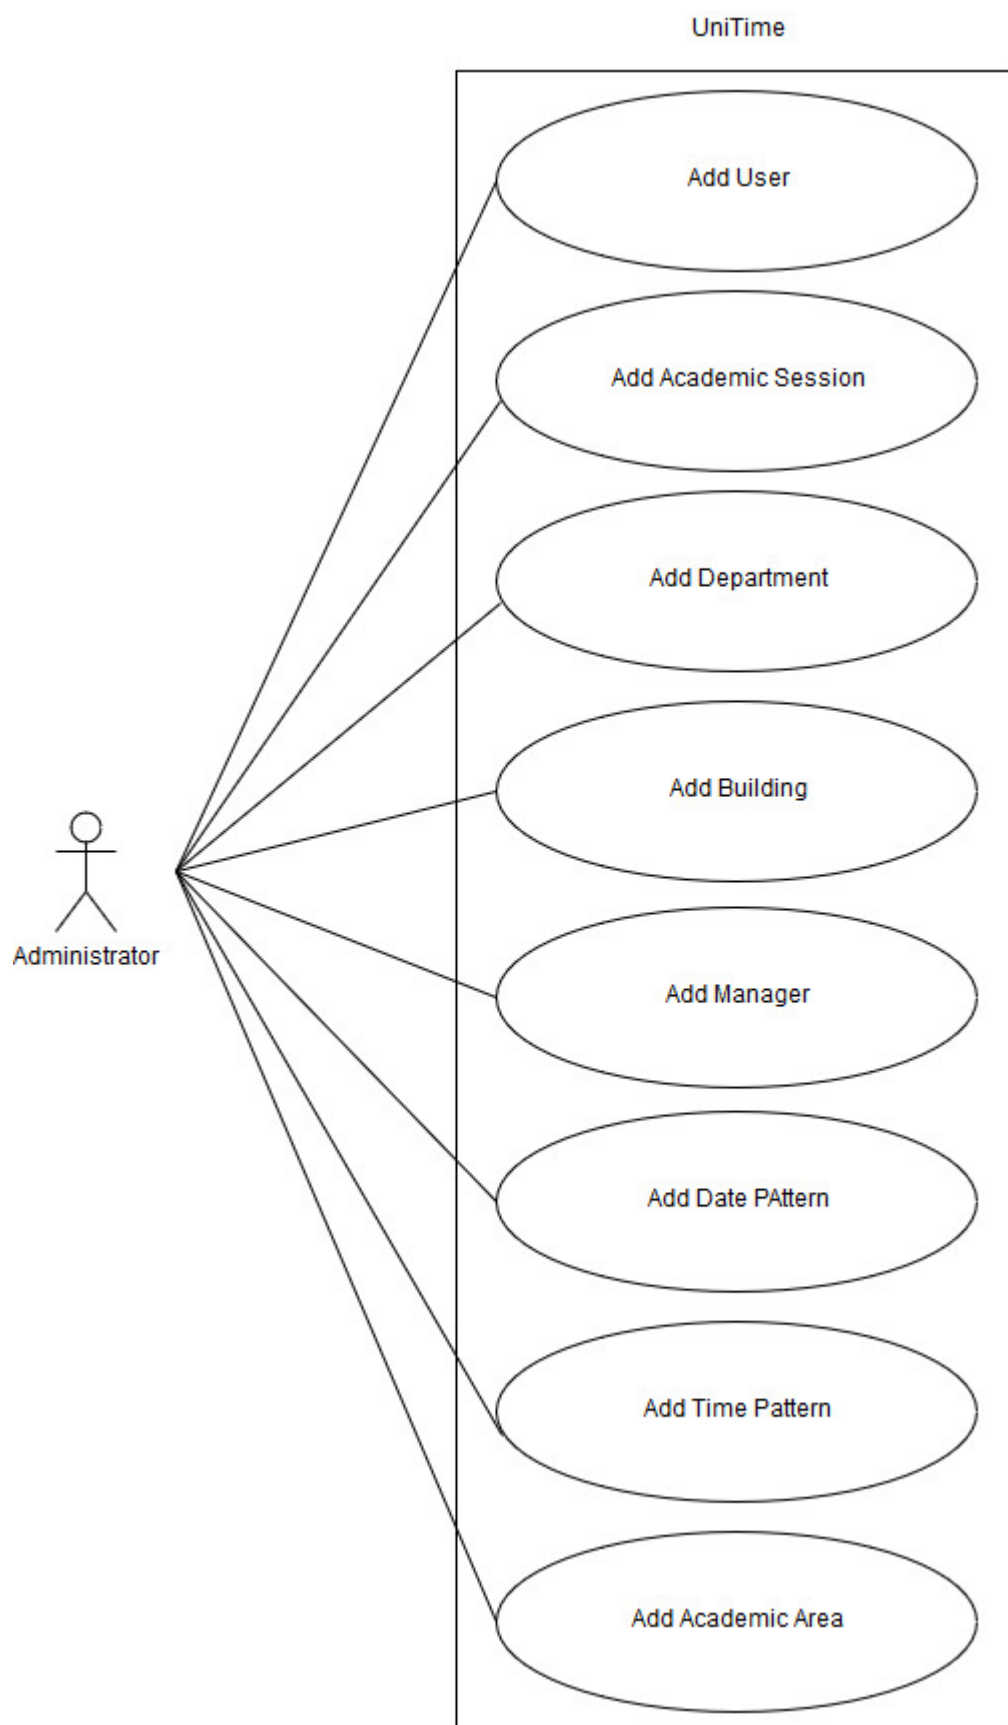 UniTime
Add User
Add Academic Session
Add Department
Add Building
Administrator
Add Manager
Add Date PAttern
Add Time Pattern
Add Academic Area